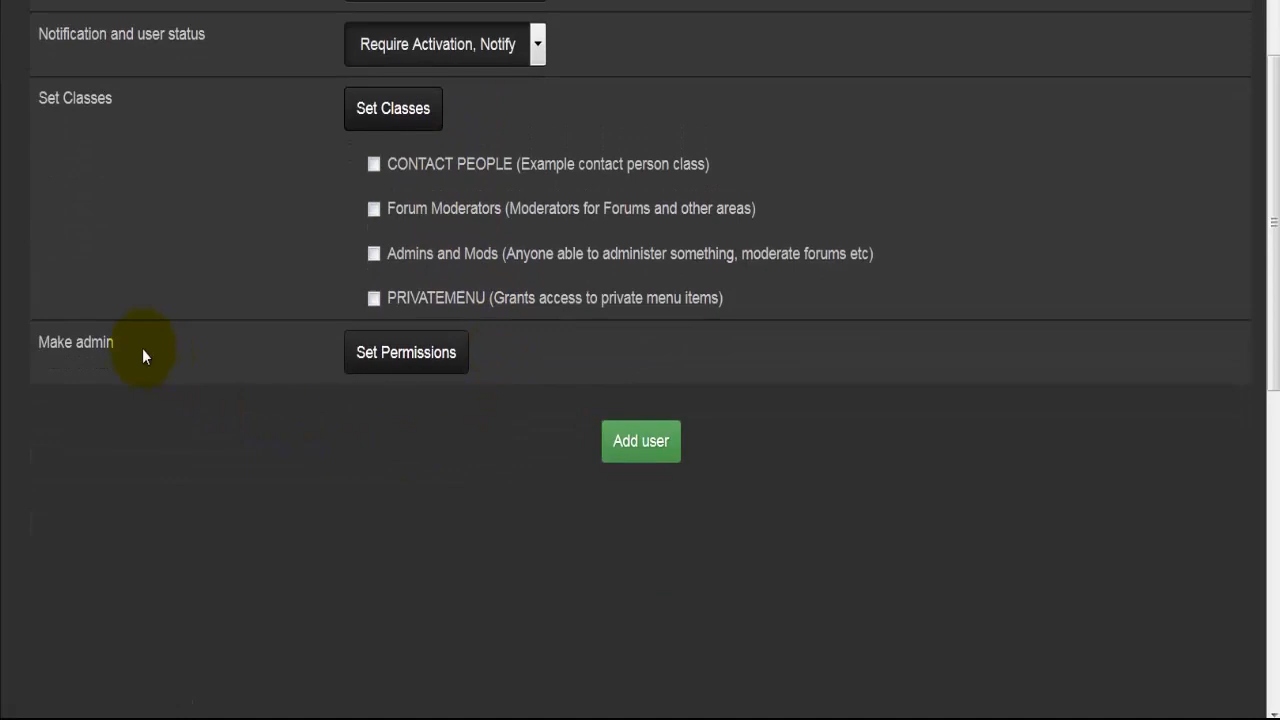 Notification and user status
Require Activation, Notify
Set Classes
Set Classes
CONTACT PEOPLE (Example contact person class)
Forum Moderators (Moderators for Forums and other areas)
Admins and Mods (Anyone able to administer something, moderate forums etc)
PRIVATEMENU (Grants access to private menu items)
Make admin
Set Permissions
Add user